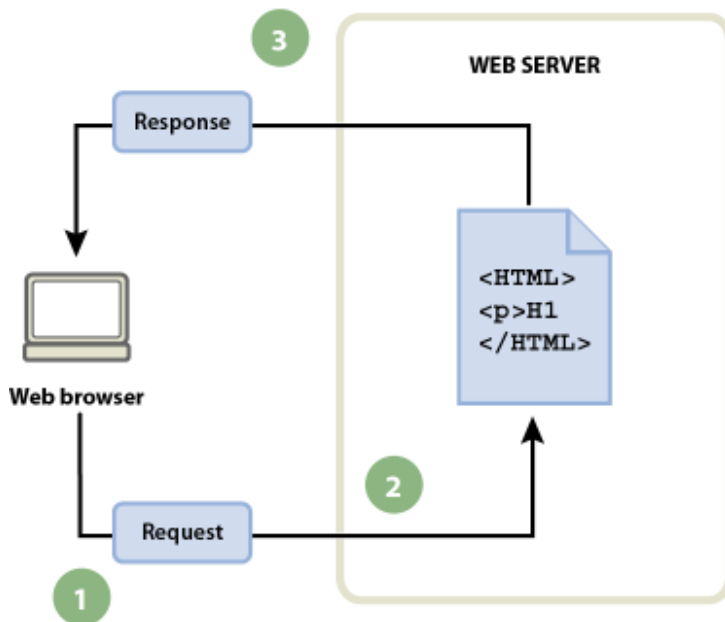 3
WEB SERVER
Response
<HTML>
<p>H1
</HTML>
Web browser
2
Request
1